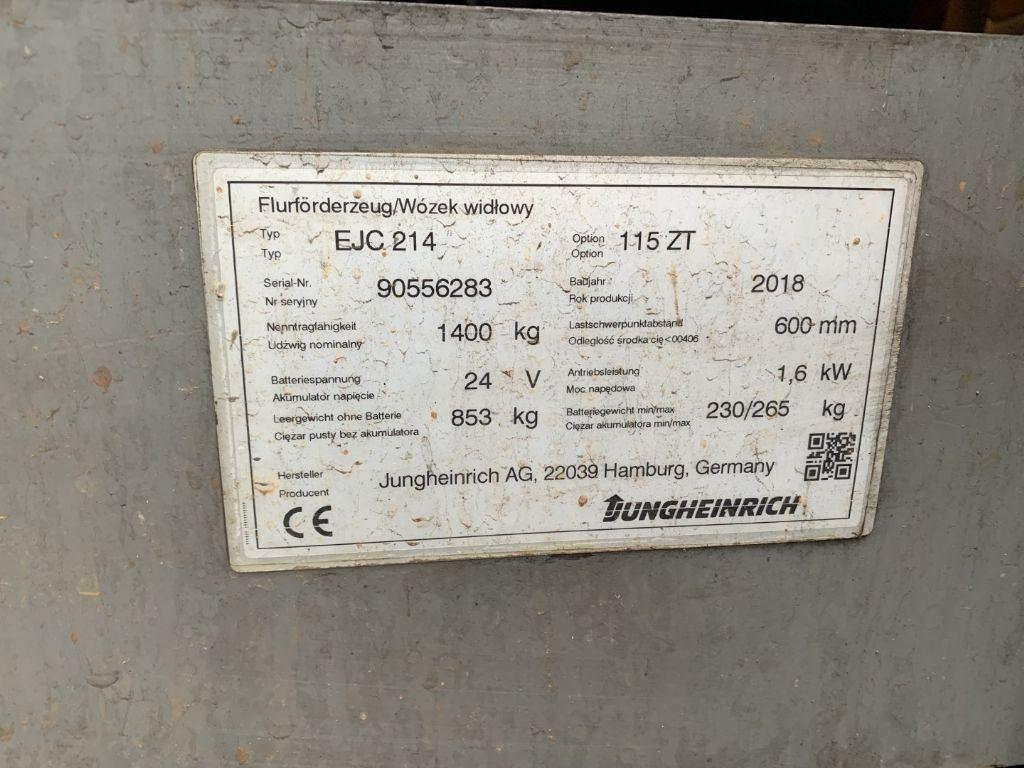 Flurförderzeug/Wózek widłowy
Typ EJC 214 Option 115 ZT
Typ Option
Serial-Nr. 90556283 Baujahr 2018
Nr seryjny Rok produkcji
Nenntragfähigkeit 1400 kg Lastschwerpunktabstand 600 mm
Udźwig nominalny Odległość środka cię<00406
Batteriespannung 24 V Antriebsleistung 1,6 kW
Akumulator napięcie Moc napędowa
Leergewicht ohne Batterie 853 kg Batteriegewicht min/max 230/265 kg
Ciężar pusty bez akumulatora Ciężar akumulatora min/max
Hersteller Jungheinrich AG, 22039 Hamburg, Germany
Producent
CE JUNGHEINRICH